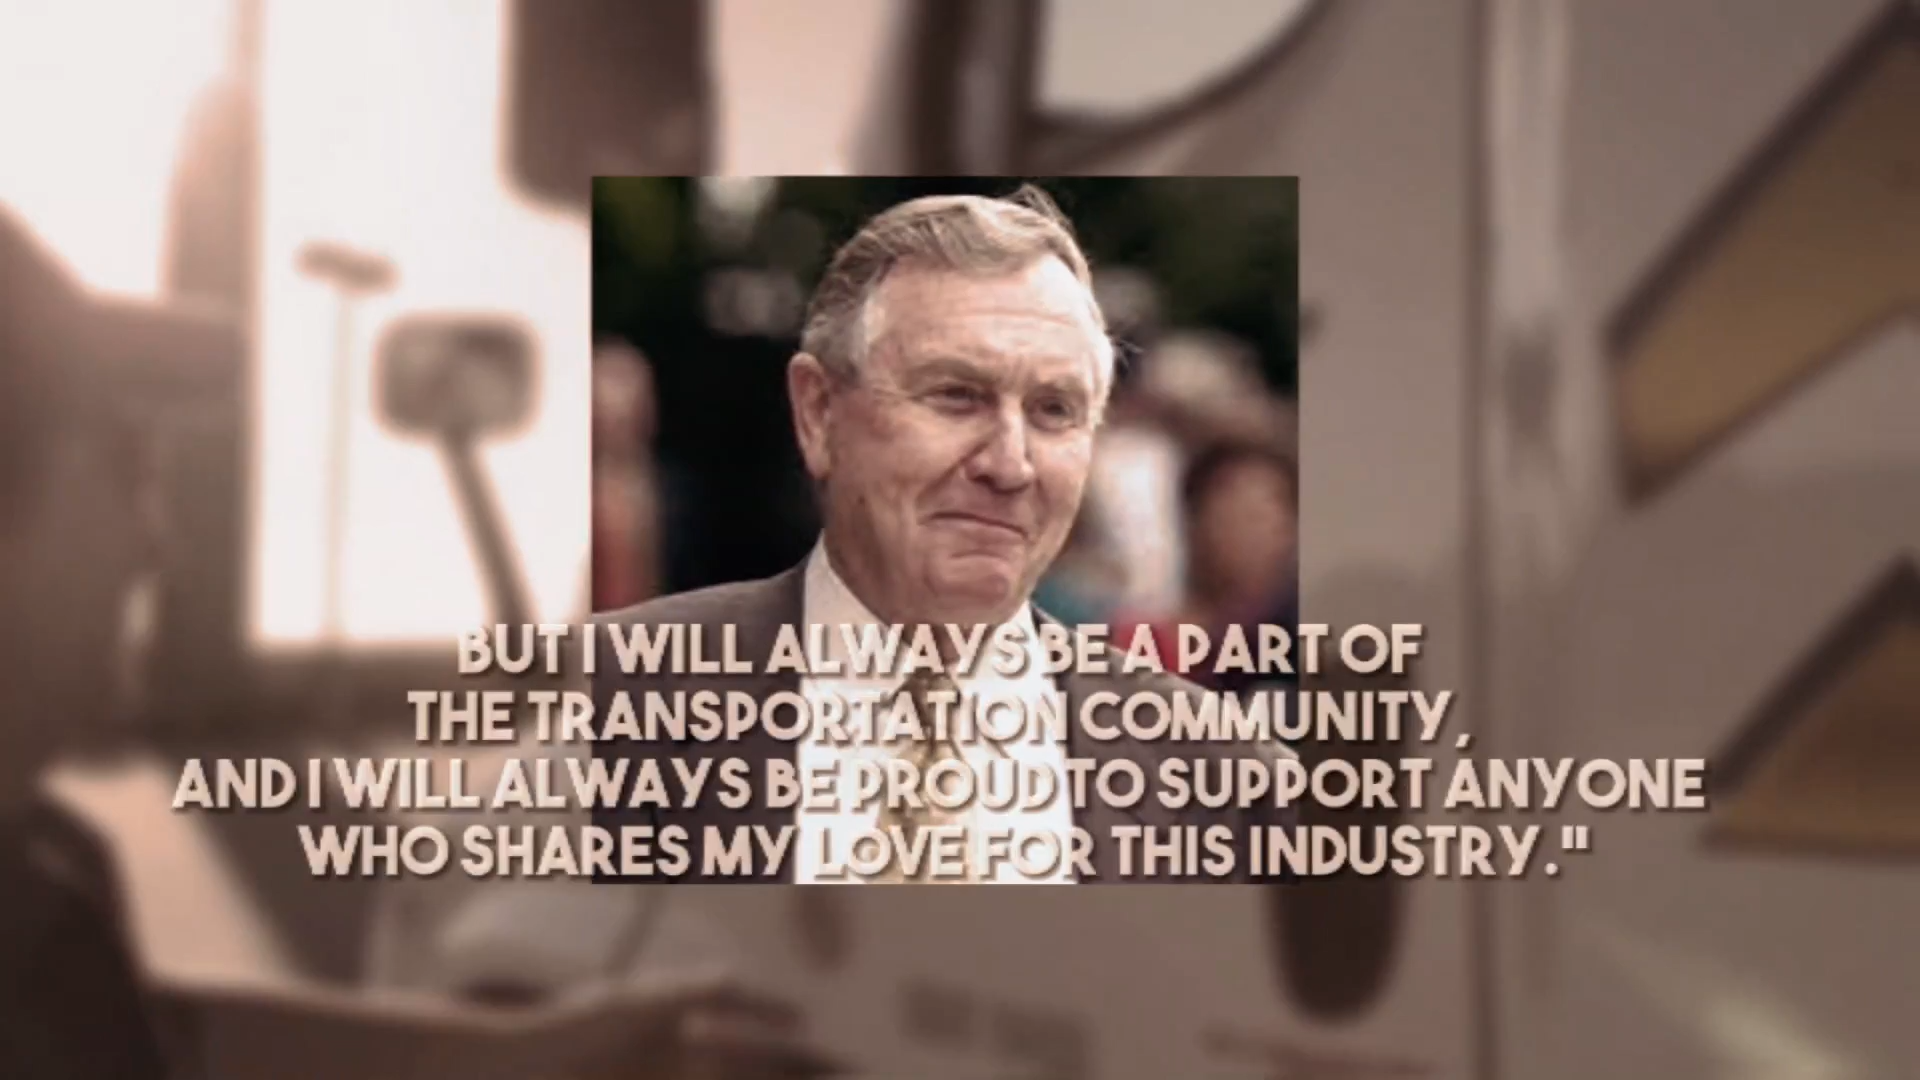 BUT I WILL ALWAYS BE A PART OF
THE TRANSPORTATION COMMUNITY,
AND I WILL ALWAYS BE PROUD TO SUPPORT ANYONE
WHO SHARES MY LOVE FOR THIS INDUSTRY."